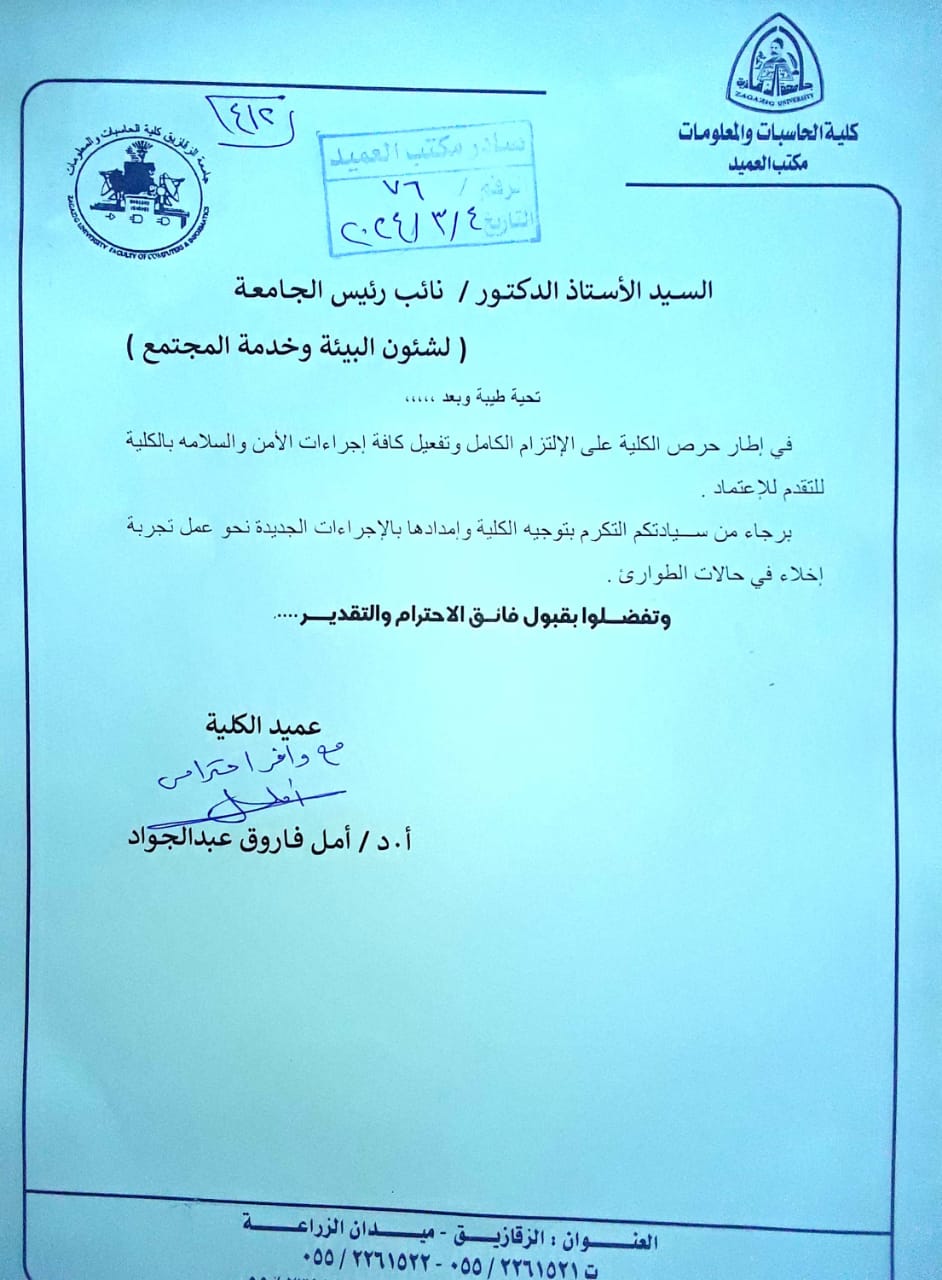 جامعة الزقازيق
ZAGAZIG UNIVERSITY
كلية الحاسبات والمعلومات
مكتب العميد
جامعة الزقازيق كلية الحاسبات والمعلومات
ZAGAZIG UNIVERSITY FACULTY OF COMPUTERS & INFORMATICS
صادر مكتب العميد
برقم / ٧٦
التاريخ ٤/ ٣/ ٢٠٢٤
السيد الأستاذ الدكتور / نائب رئيس الجامعة
( لشئون البيئة وخدمة المجتمع )
تحية طيبة وبعد ،،،،،
في إطار حرص الكلية على الإلتزام الكامل وتفعيل كافة إجراءات الأمن والسلامه بالكلية
للتقدم للإعتماد .
برجاء من سيادتكم التكرم بتوجيه الكلية وإمدادها بالإجراءات الجديدة نحو عمل تجربة
إخلاء في حالات الطوارئ .
وتفضلوا بقبول فائق الاحترام والتقدير....
عميد الكلية
مع وافر احترامى
أمل
أ.د / أمل فاروق عبدالجواد
العنوان : الزقازيق - ميدان الزراعة
ت ٢٢٦١٥٢١ / ٠٥٥ - ٢٢٦١٥٢٢ / ٠٥٥